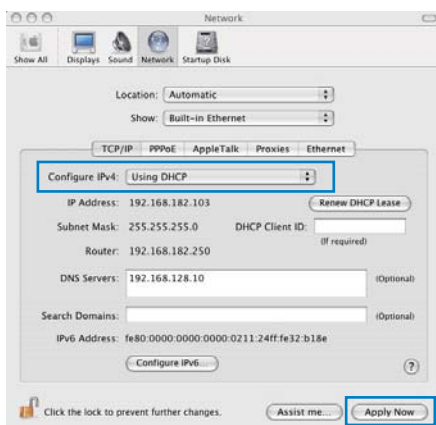 Network
Show All Displays Sound Network Startup Disk
Location: Automatic
Show: Built-in Ethernet
TCP/IP PPPoE AppleTalk Proxies Ethernet
Configure IPv4: Using DHCP
IP Address: 192.168.182.103 Renew DHCP Lease
Subnet Mask: 255.255.255.0 DHCP Client ID:
(If required)
Router: 192.168.182.250
DNS Servers: 192.168.128.10 (Optional)
Search Domains: (Optional)
IPv6 Address: fe80:0000:0000:0000:0211:24ff:fe32:b18e
Configure IPv6... ?
Click the lock to prevent further changes. Assist me... Apply Now